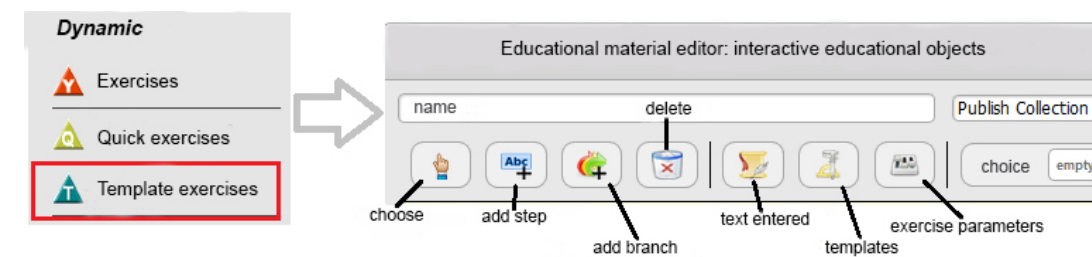 Dynamic
Y
Exercises
Q
Quick exercises
T
Template exercises
Educational material editor: interactive educational objects
name
delete
Publish Collection
Abç
choice
empty
choose
add step
add branch
text entered
templates
exercise parameters